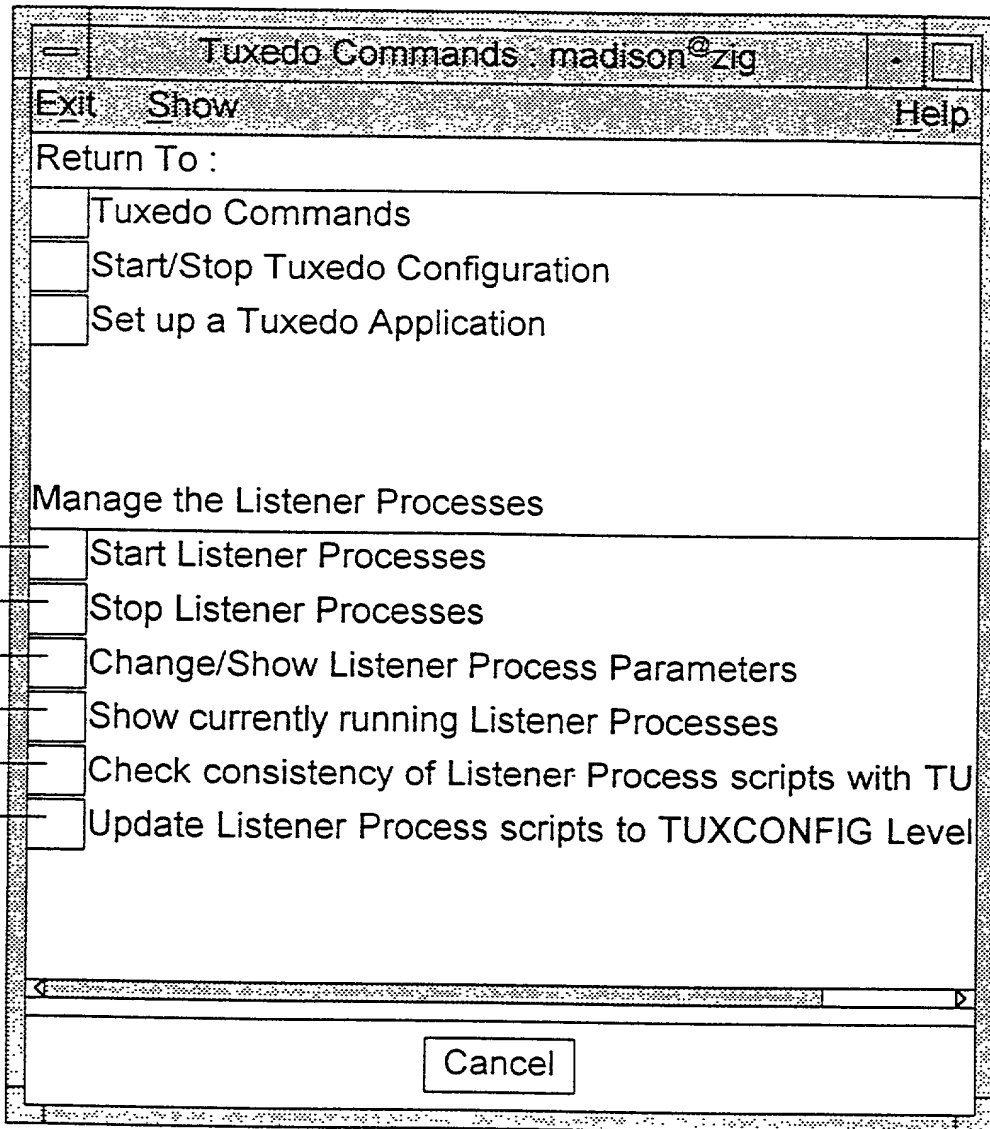 Tuxedo Commands : madison@zig
Exit Show Help
Return To :
Tuxedo Commands
Start/Stop Tuxedo Configuration
Set up a Tuxedo Application
Manage the Listener Processes
Start Listener Processes
Stop Listener Processes
Change/Show Listener Process Parameters
Show currently running Listener Processes
Check consistency of Listener Process scripts with TU
Update Listener Process scripts to TUXCONFIG Level
Cancel